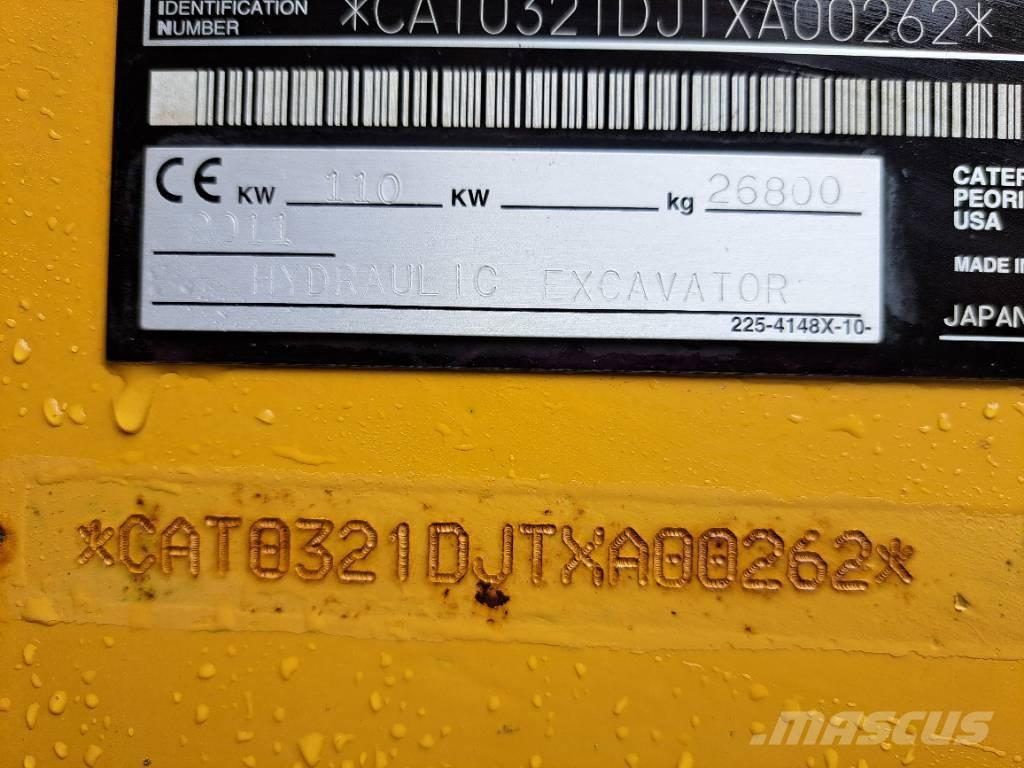 IDENTIFICATION
NUMBER
*CAT0321DJTXA00262*
CE KW 110 KW kg 26800
2011
HYDRAULIC EXCAVATOR
225-4148X-10-
CATER
PEORI
USA
MADE IN
JAPAN
*CAT0321DJTXA00262*
MASCUS